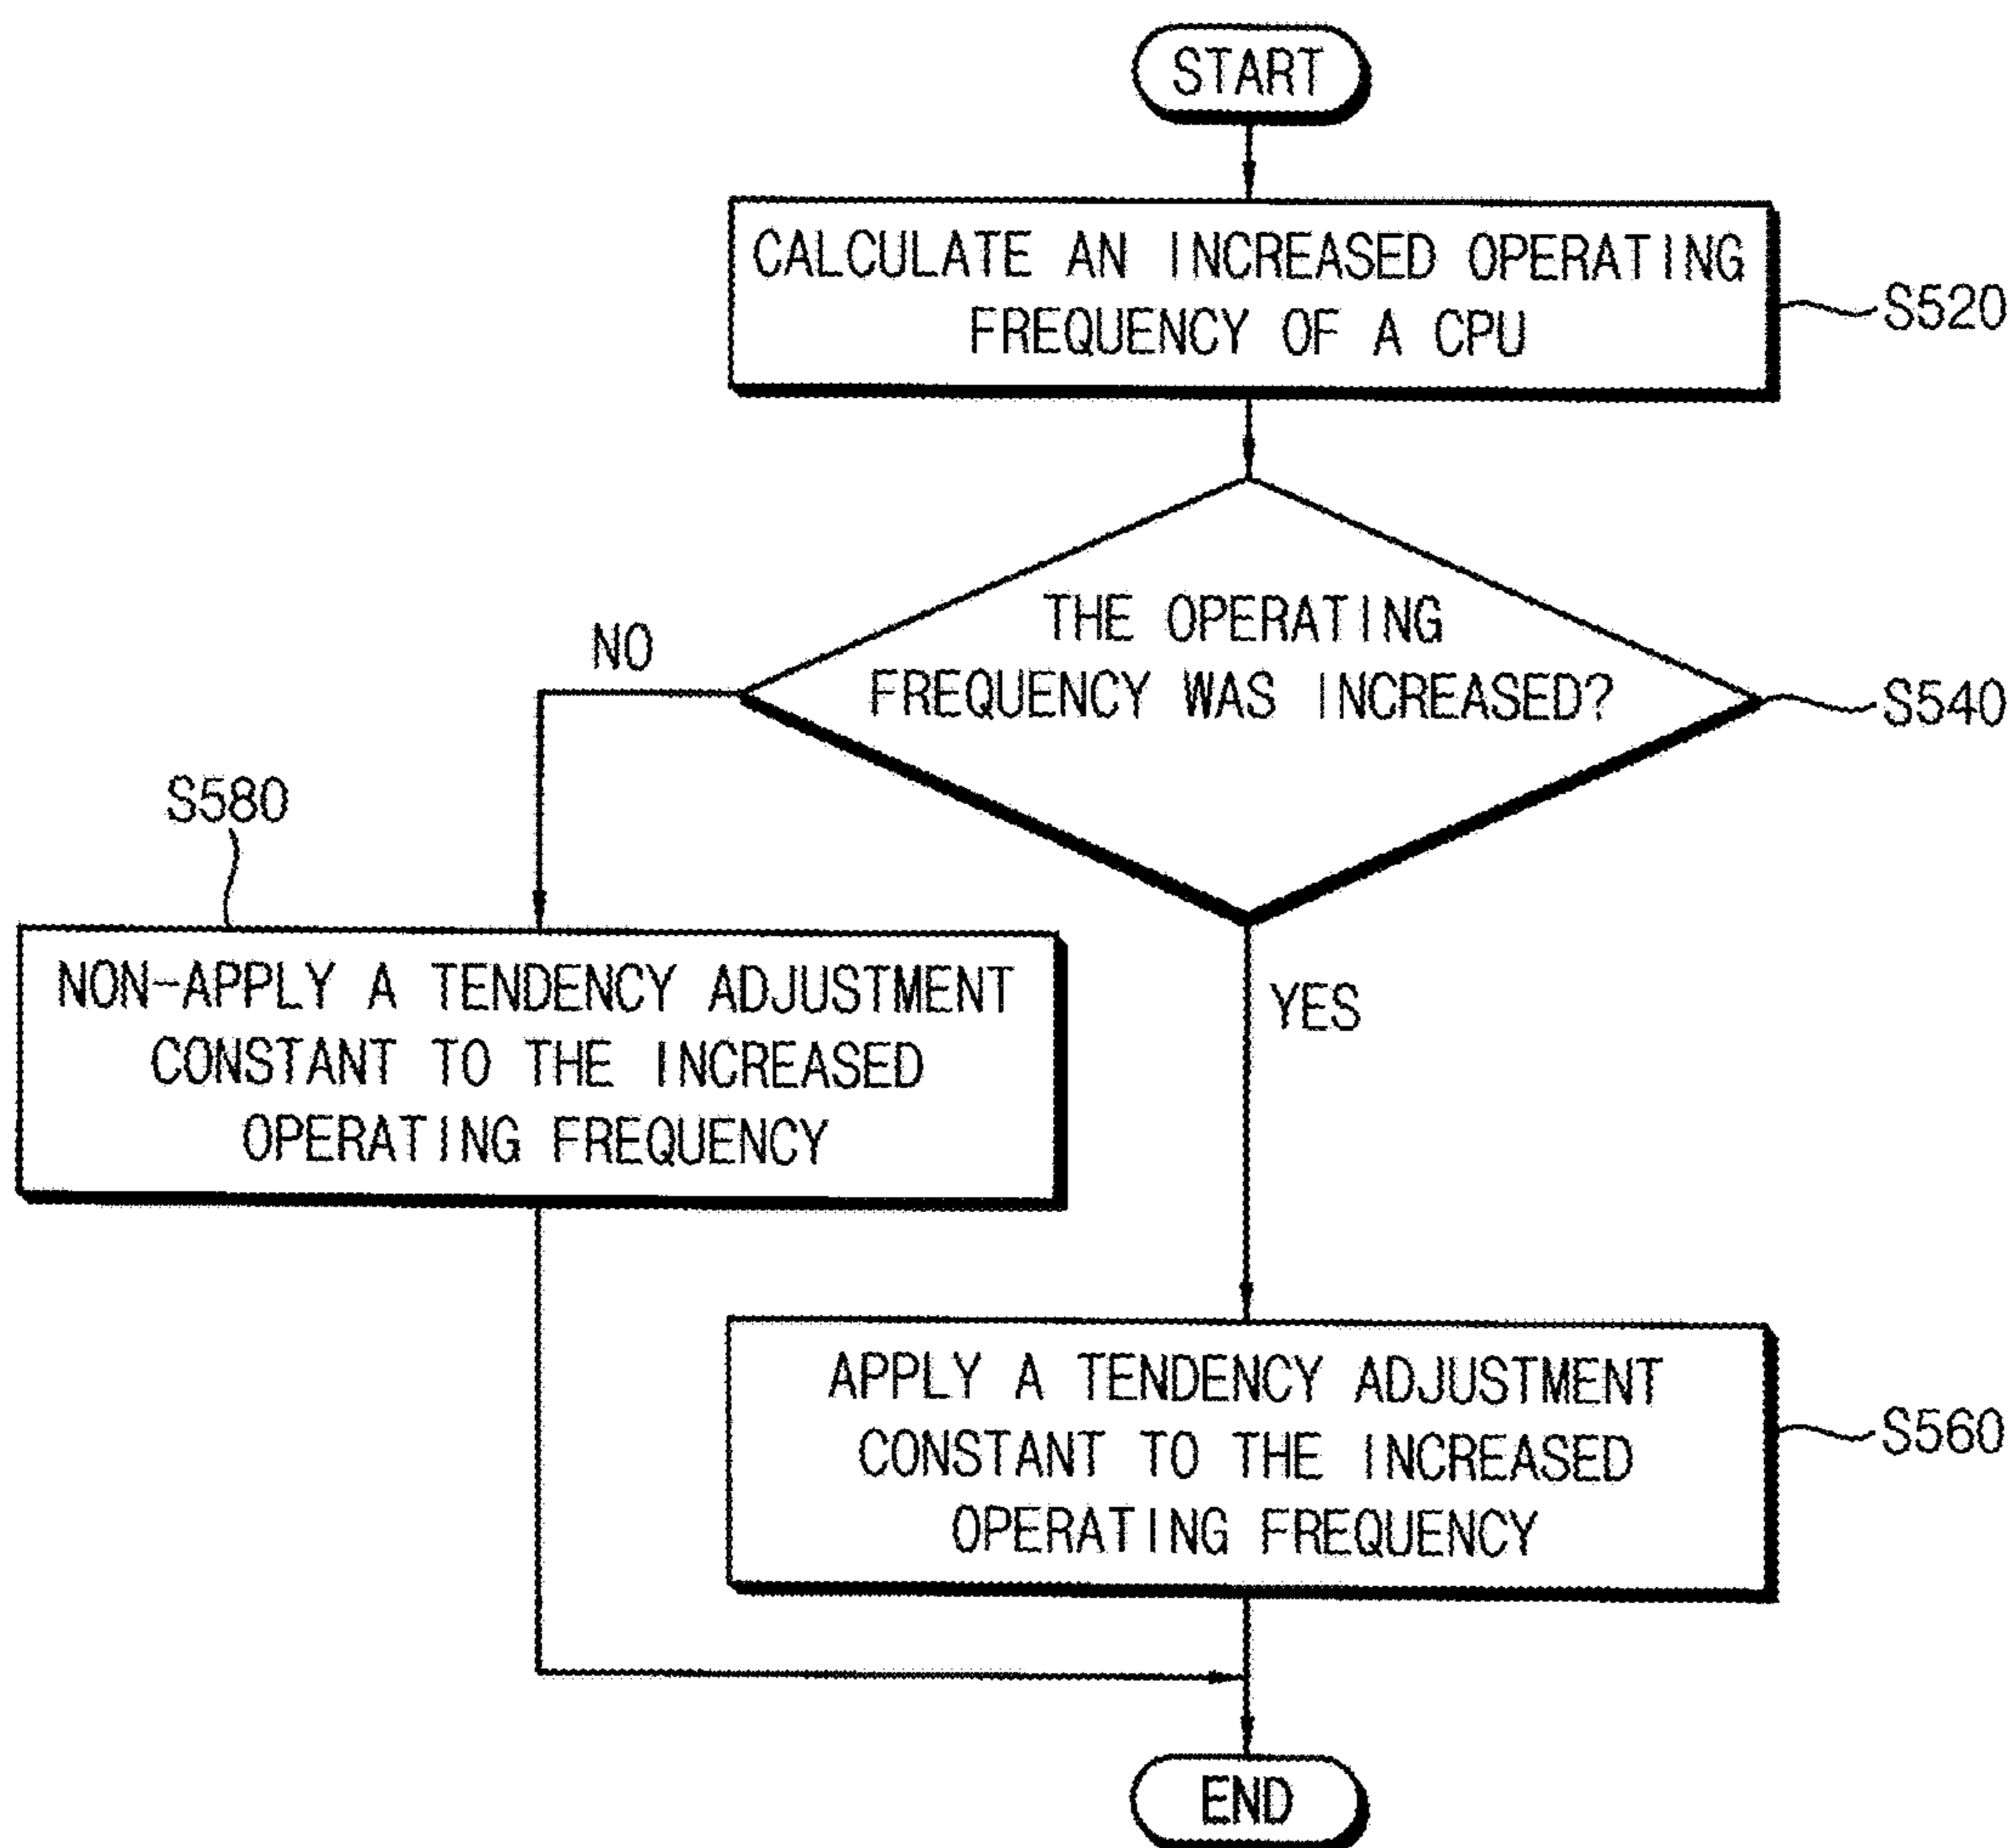 START
CALCULATE AN INCREASED OPERATING
FREQUENCY OF A CPU
S520
THE OPERATING
FREQUENCY WAS INCREASED?
S540
NO
S580
NON-APPLY A TENDENCY ADJUSTMENT
CONSTANT TO THE INCREASED
OPERATING FREQUENCY
YES
APPLY A TENDENCY ADJUSTMENT
CONSTANT TO THE INCREASED
OPERATING FREQUENCY
S560
END